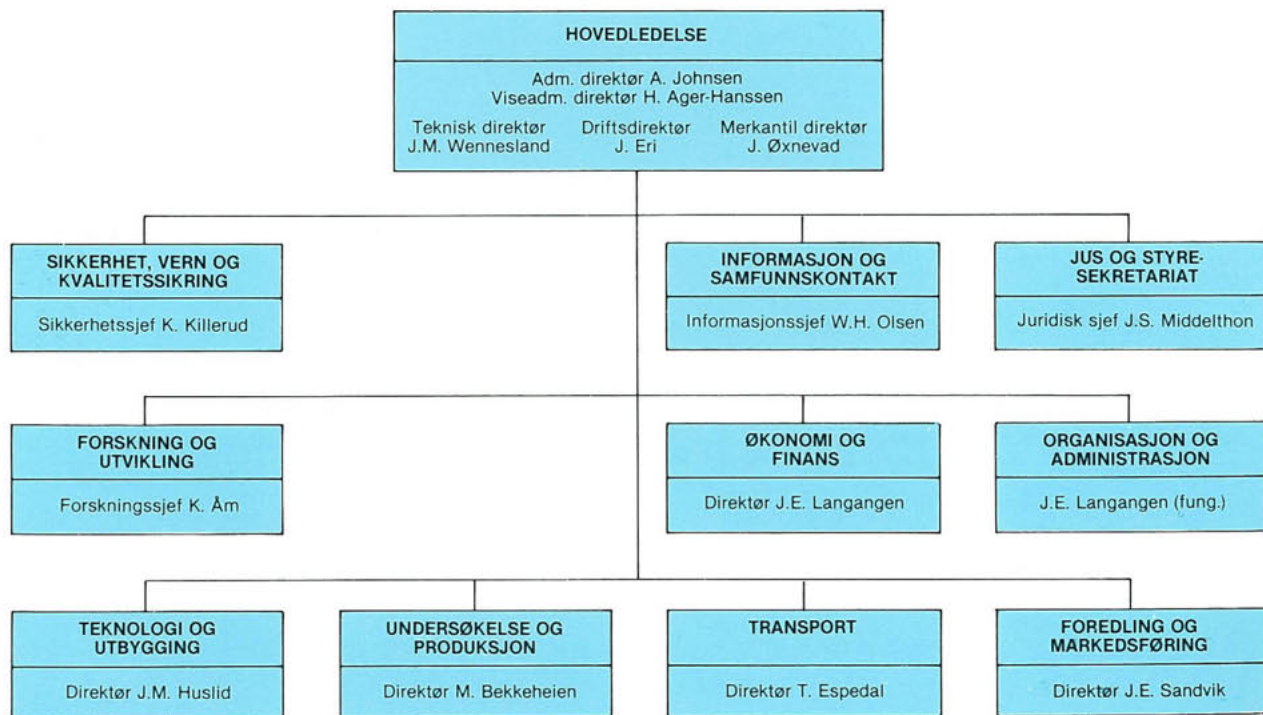 HOVEDLEDELSE
Adm. direktør A. Johnsen
Viseadm. direktør H. Ager-Hanssen
Teknisk direktør
J.M. Wennesland
Driftsdirektør
J. Eri
Merkantil direktør
J. Øxnevad
SIKKERHET, VERN OG
KVALITETSSIKRING
Sikkerhetssjef K. Killerud
INFORMASJON OG
SAMFUNNSKONTAKT
Informasjonssjef W.H. Olsen
JUS OG STYRE-
SEKRETARIAT
Juridisk sjef J.S. Middelthon
FORSKNING OG
UTVIKLING
Forskningssjef K. Åm
ØKONOMI OG
FINANS
Direktør J.E. Langangen
ORGANISASJON OG
ADMINISTRASJON
J.E. Langangen (fung.)
TEKNOLOGI OG
UTBYGGING
Direktør J.M. Huslid
UNDERSØKELSE OG
PRODUKSJON
Direktør M. Bekkeheien
TRANSPORT
Direktør T. Espedal
FOREDLING OG
MARKEDSFØRING
Direktør J.E. Sandvik